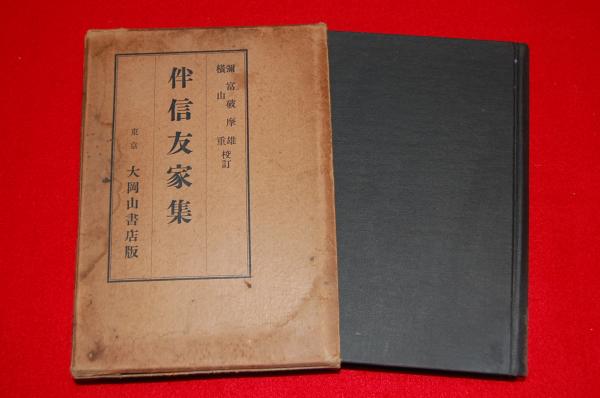 彌富破摩雄
横山重 校訂
伴信友家集
東京 大岡山書店版